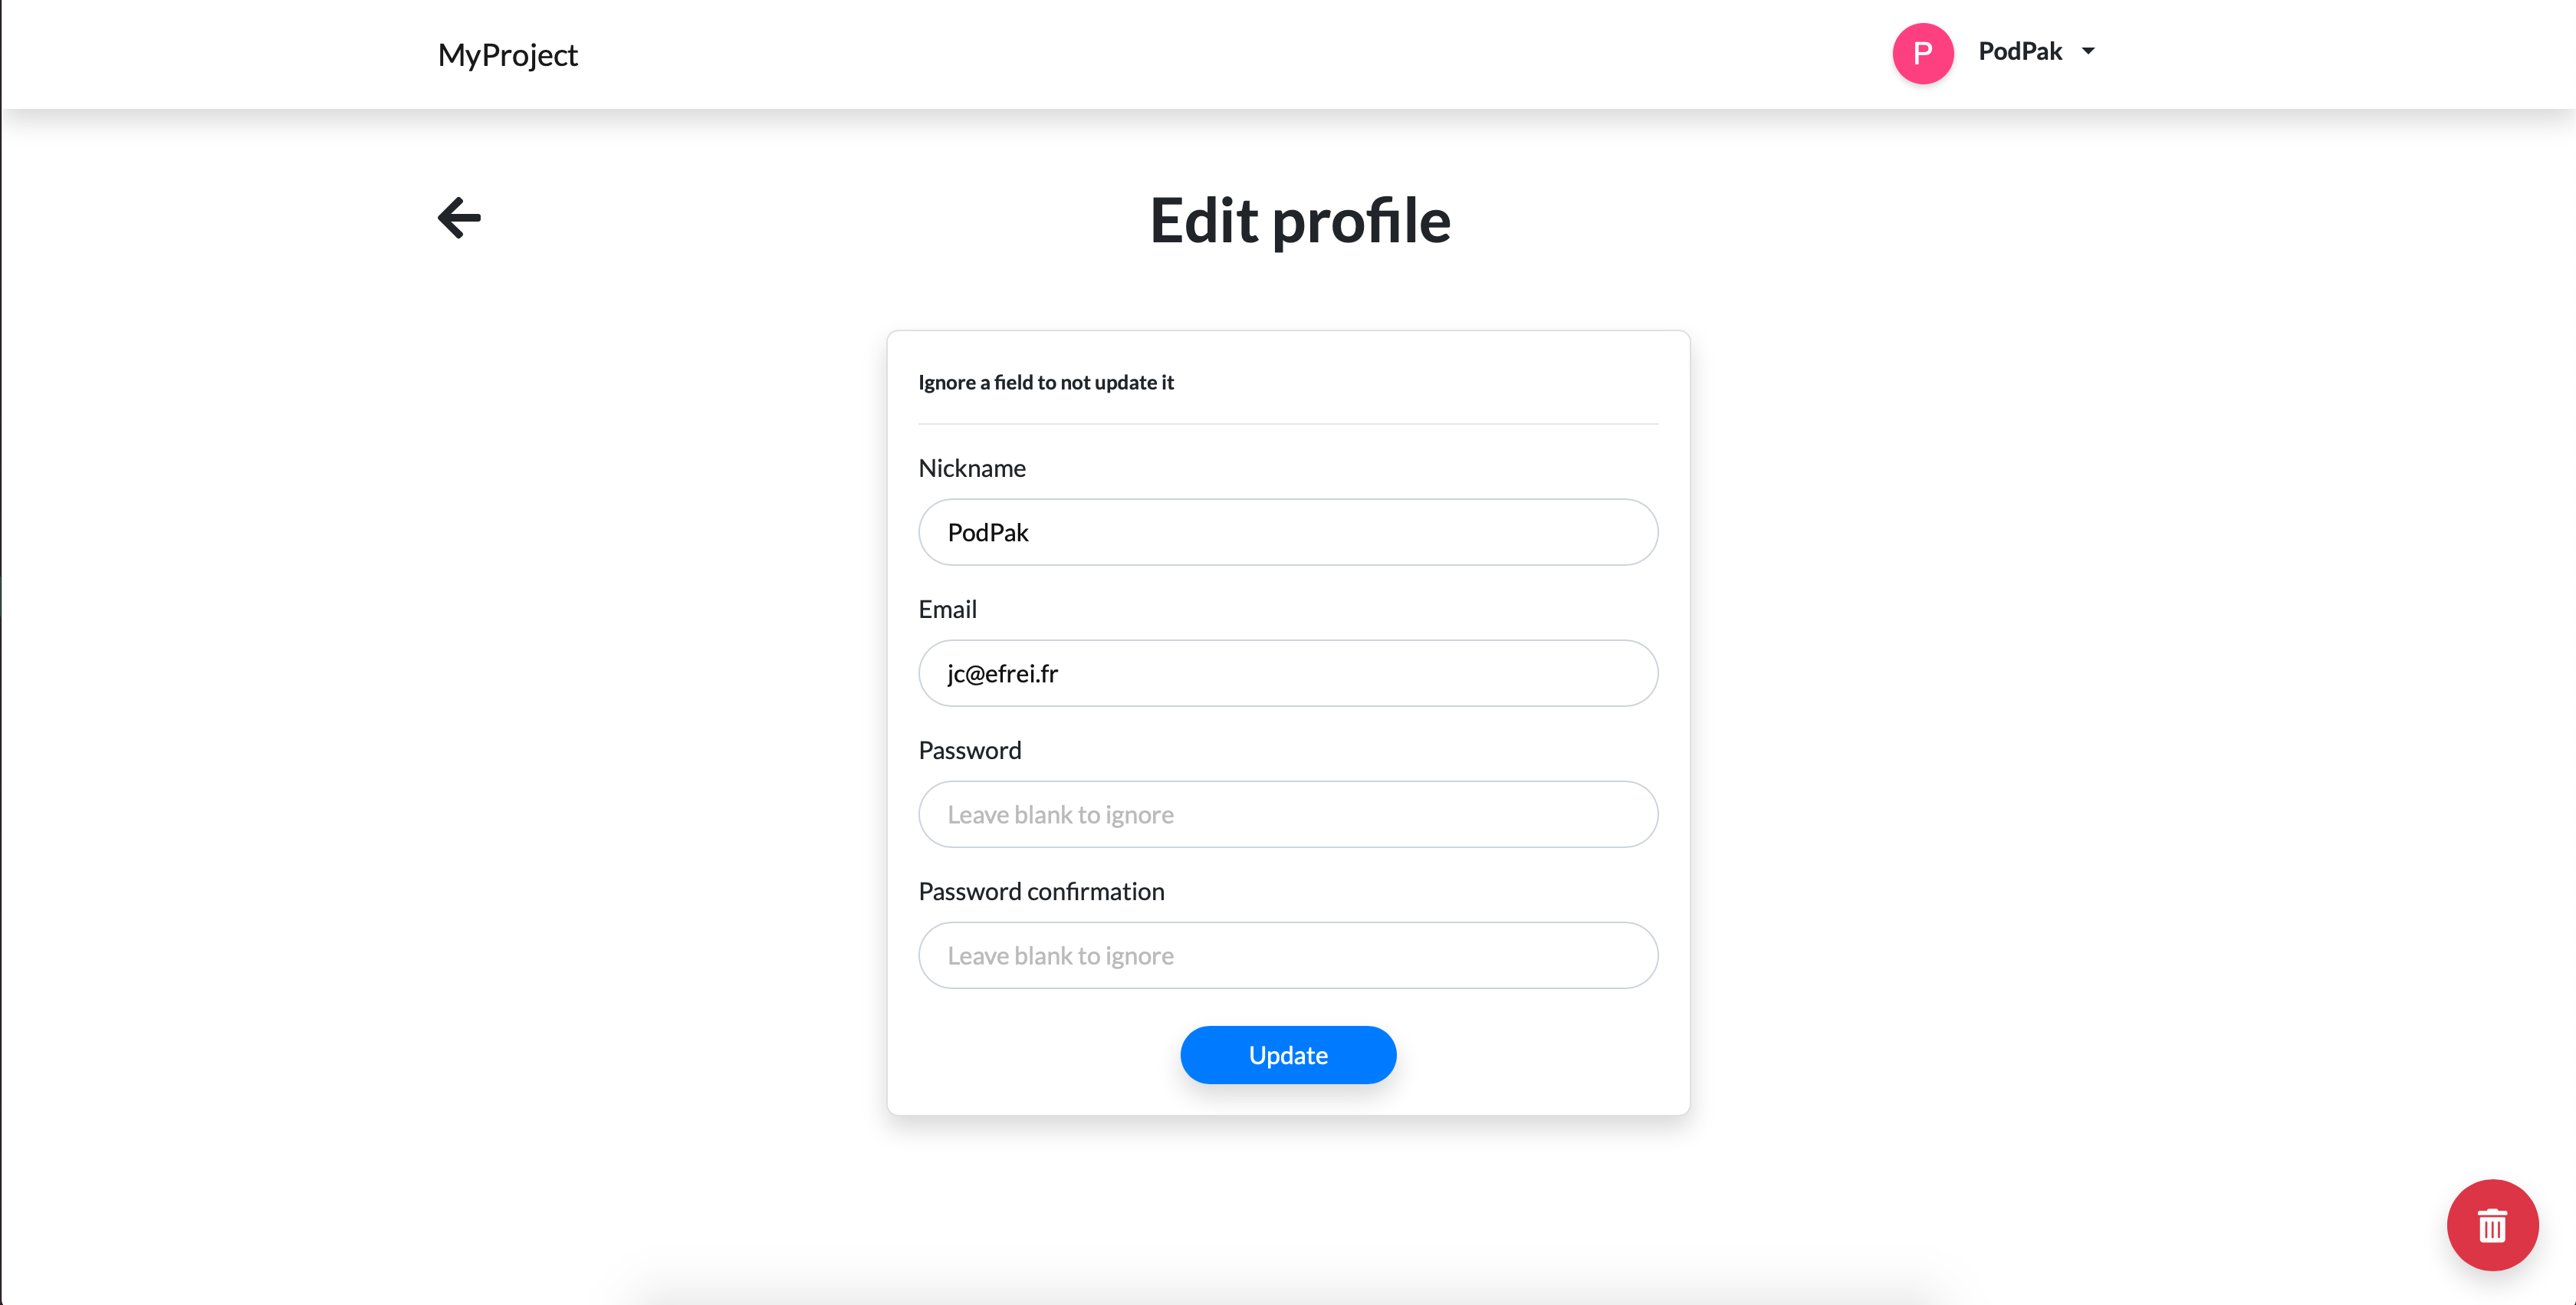 MyProject
P PodPak
Edit profile
Ignore a field to not update it
Nickname
PodPak
Email
jc@efrei.fr
Password
Leave blank to ignore
Password confirmation
Leave blank to ignore
Update